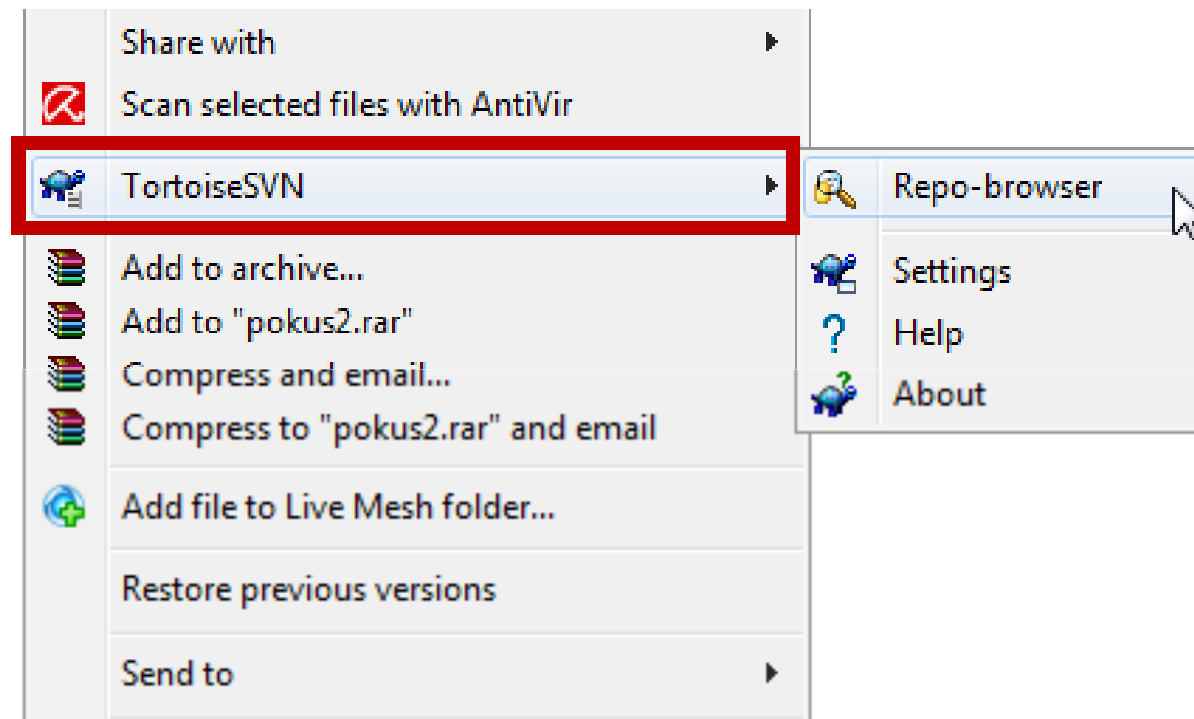 Share with
Scan selected files with AntiVir
TortoiseSVN
Repo-browser
Add to archive...
Settings
Add to "pokus2.rar"
Help
Compress and email...
About
Compress to "pokus2.rar" and email
Add file to Live Mesh folder...
Restore previous versions
Send to